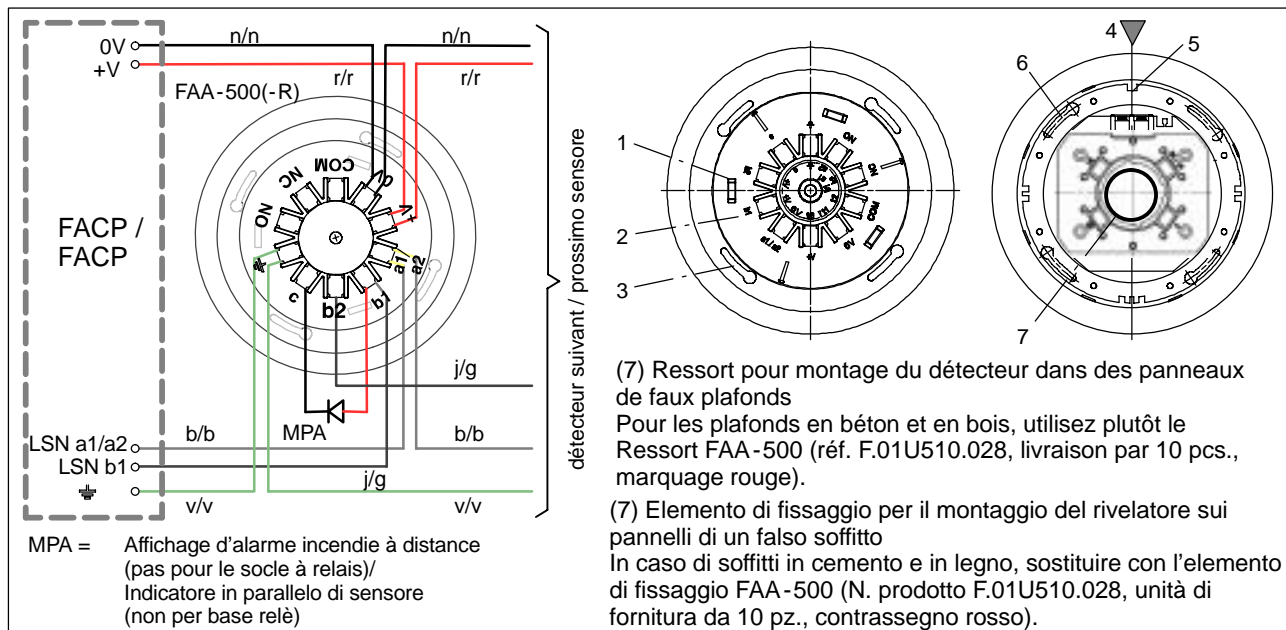 0V
+V
n/n
n/n
r/r
r/r
FAA-500(-R)
FACP /
FACP
NO
NC
COM
0V
+V
a1
a2
b1
b2
c
j/g
MPA
LSN a1/a2
b/b
b/b
LSN b1
j/g
v/v
v/v
détecteur suivant / prossimo sensore
MPA =
Affichage d'alarme incendie à distance
(pas pour le socle à relais)/
Indicatore in parallelo di sensore
(non per base relè)
1
2
3
COM
0V
+V
a1/a2
4
5
6
7
(7) Ressort pour montage du détecteur dans des panneaux
de faux plafonds
Pour les plafonds en béton et en bois, utilisez plutôt le
Ressort FAA-500 (réf. F.01U510.028, livraison par 10 pcs.,
marquage rouge).
(7) Elemento di fissaggio per il montaggio del rivelatore sui
pannelli di un falso soffitto
In caso di soffitti in cemento e in legno, sostituire con l'elemento
di fissaggio FAA-500 (N. prodotto F.01U510.028, unità di
fornitura da 10 pz., contrassegno rosso).